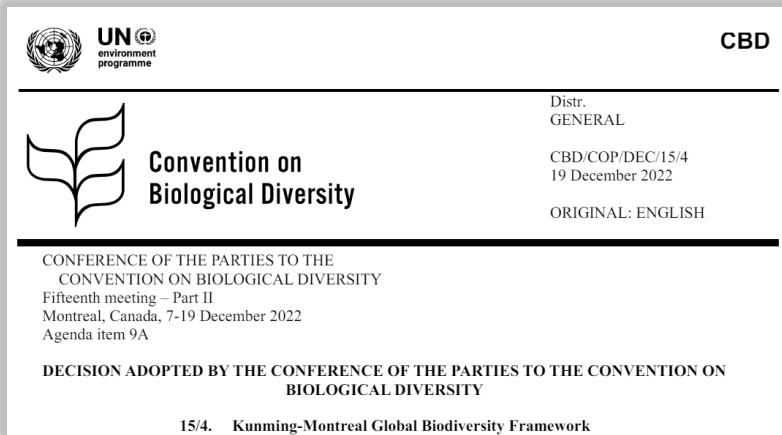 UN
environment
programme
CBD
Distr.
GENERAL
CBD/COP/DEC/15/4
19 December 2022
ORIGINAL: ENGLISH
Convention on
Biological Diversity
CONFERENCE OF THE PARTIES TO THE
CONVENTION ON BIOLOGICAL DIVERSITY
Fifteenth meeting – Part II
Montreal, Canada, 7-19 December 2022
Agenda item 9A
DECISION ADOPTED BY THE CONFERENCE OF THE PARTIES TO THE CONVENTION ON
BIOLOGICAL DIVERSITY
15/4. Kunming-Montreal Global Biodiversity Framework